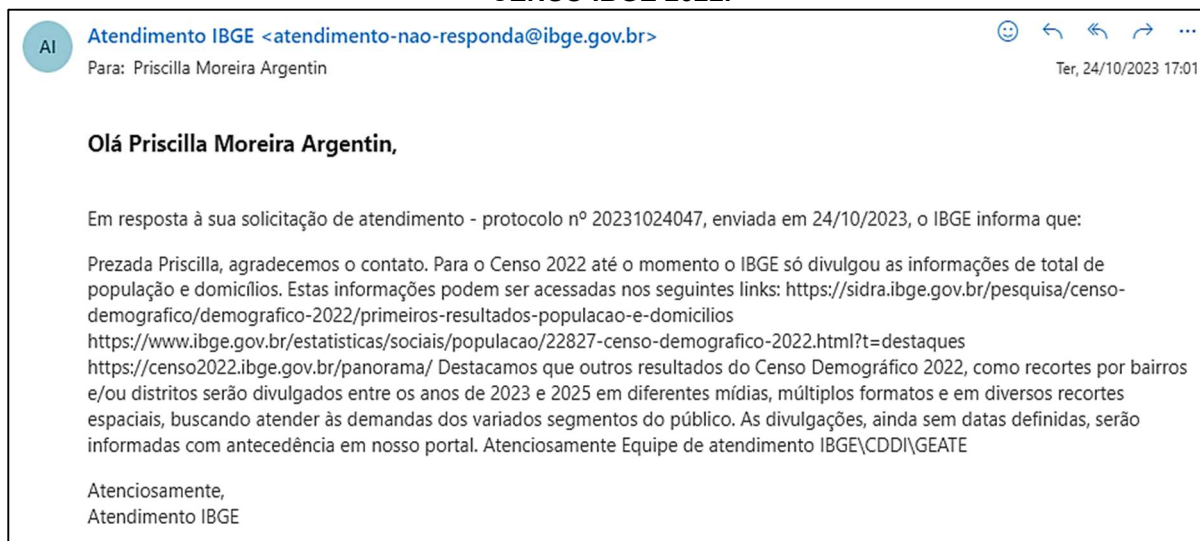 CENSO IBGE 2022.
AI
Atendimento IBGE <atendimento-nao-responda@ibge.gov.br>
Para: Priscilla Moreira Argentin
Ter, 24/10/2023 17:01
Olá Priscilla Moreira Argentin,
Em resposta à sua solicitação de atendimento - protocolo nº 20231024047, enviada em 24/10/2023, o IBGE informa que:
Prezada Priscilla, agradecemos o contato. Para o Censo 2022 até o momento o IBGE só divulgou as informações de total de
população e domicílios. Estas informações podem ser acessadas nos seguintes links: https://sidra.ibge.gov.br/pesquisa/censo-
demografico/demografico-2022/primeiros-resultados-populacao-e-domicilios
https://www.ibge.gov.br/estatisticas/sociais/populacao/22827-censo-demografico-2022.html?t=destaques
https://censo2022.ibge.gov.br/panorama/ Destacamos que outros resultados do Censo Demográfico 2022, como recortes por bairros
e/ou distritos serão divulgados entre os anos de 2023 e 2025 em diferentes mídias, múltiplos formatos e em diversos recortes
espaciais, buscando atender às demandas dos variados segmentos do público. As divulgações, ainda sem datas definidas, serão
informadas com antecedência em nosso portal. Atenciosamente Equipe de atendimento IBGE\CDDI\GEATE
Atenciosamente,
Atendimento IBGE